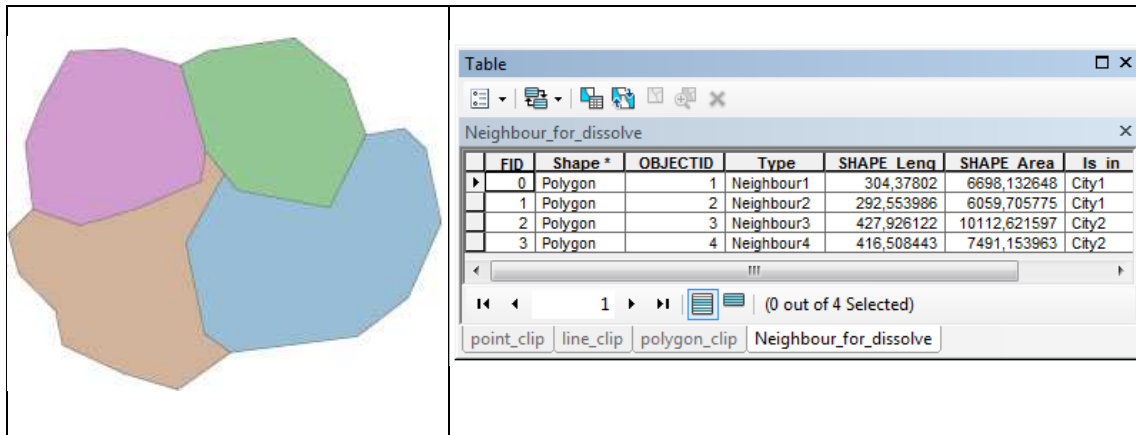 Table
Neighbour_for_dissolve
FID Shape * OBJECTID Type SHAPE_Leng SHAPE_Area Is_in
0 Polygon 1 Neighbour1 304,37802 6698,132648 City1
1 Polygon 2 Neighbour2 292,553986 6059,705775 City1
2 Polygon 3 Neighbour3 427,926122 10112,621597 City2
3 Polygon 4 Neighbour4 416,508443 7491,153963 City2
1 (0 out of 4 Selected)
point_clip line_clip polygon_clip Neighbour_for_dissolve